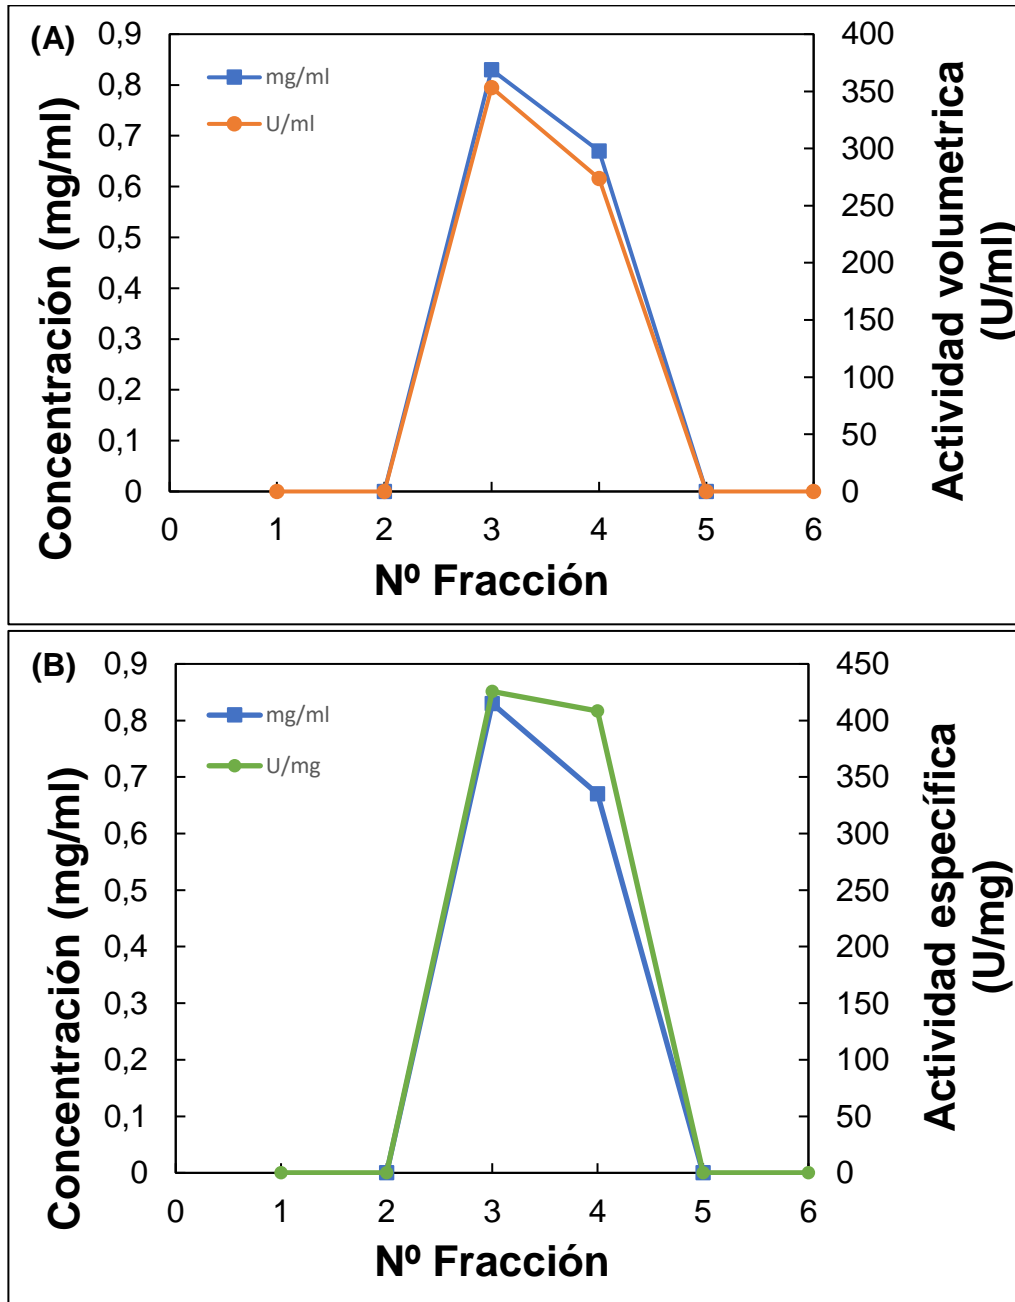 (A)
Concentración (mg/ml)
0,9
0,8
0,7
0,6
0,5
0,4
0,3
0,2
0,1
0
mg/ml
U/ml
400
350
300
250
200
150
100
50
0
Actividad volumetrica
(U/ml)
0 1 2 3 4 5 6
Nº Fracción
(B)
Concentración (mg/ml)
0,9
0,8
0,7
0,6
0,5
0,4
0,3
0,2
0,1
0
mg/ml
U/mg
450
400
350
300
250
200
150
100
50
0
Actividad específica
(U/mg)
0 1 2 3 4 5 6
Nº Fracción